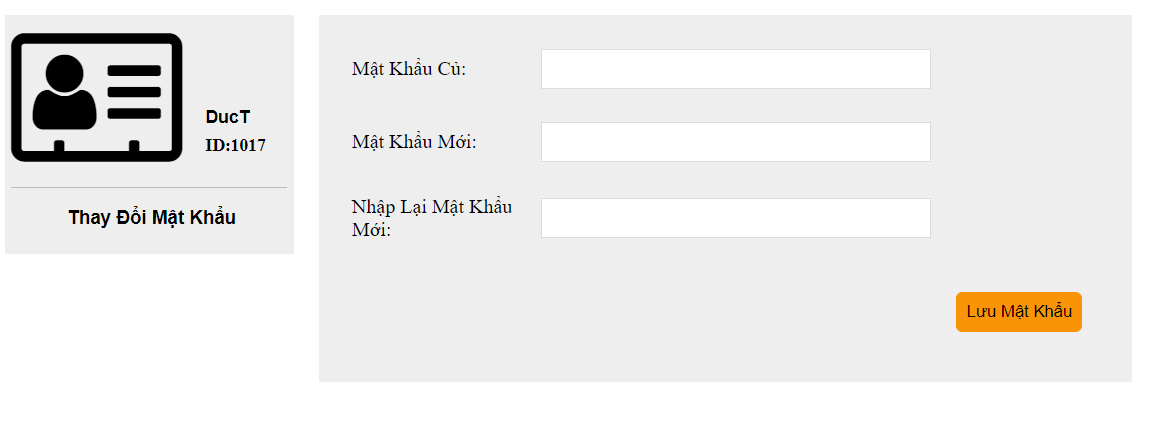 DucT
ID:1017
Thay Đổi Mật Khẩu
Mật Khẩu Củ:
Mật Khẩu Mới:
Nhập Lại Mật Khẩu
Mới:
Lưu Mật Khẩu